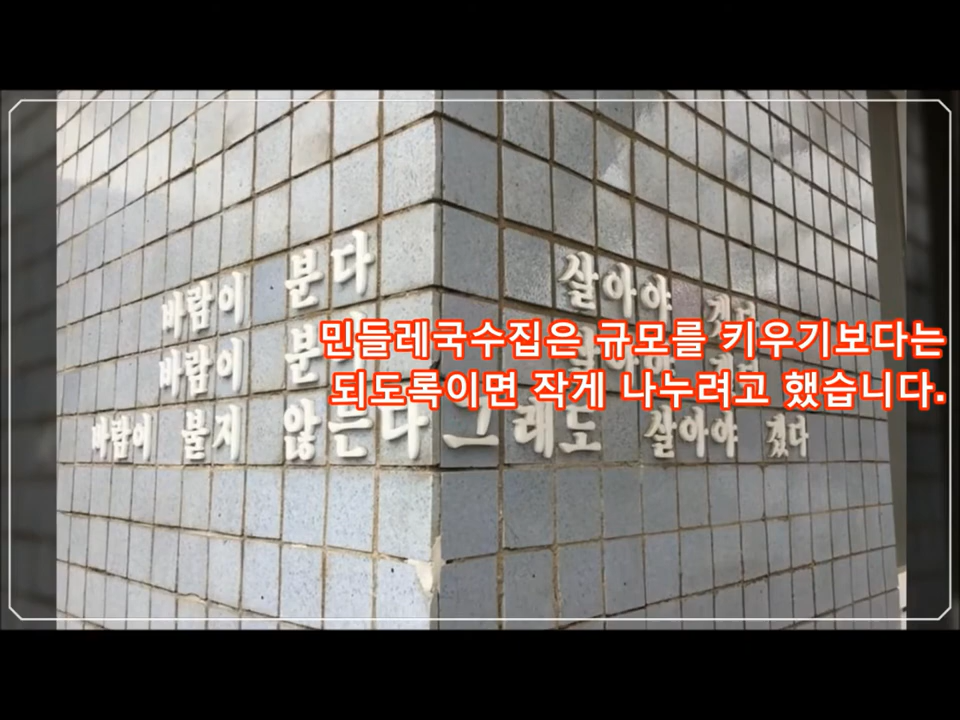 바람이 분다 살아야
민들레국수집은 규모를 키우기보다는
바람이
되도록이면 작게 나누려고 했습니다.
바람이 불지 않는다 그래도 살아야 겠다